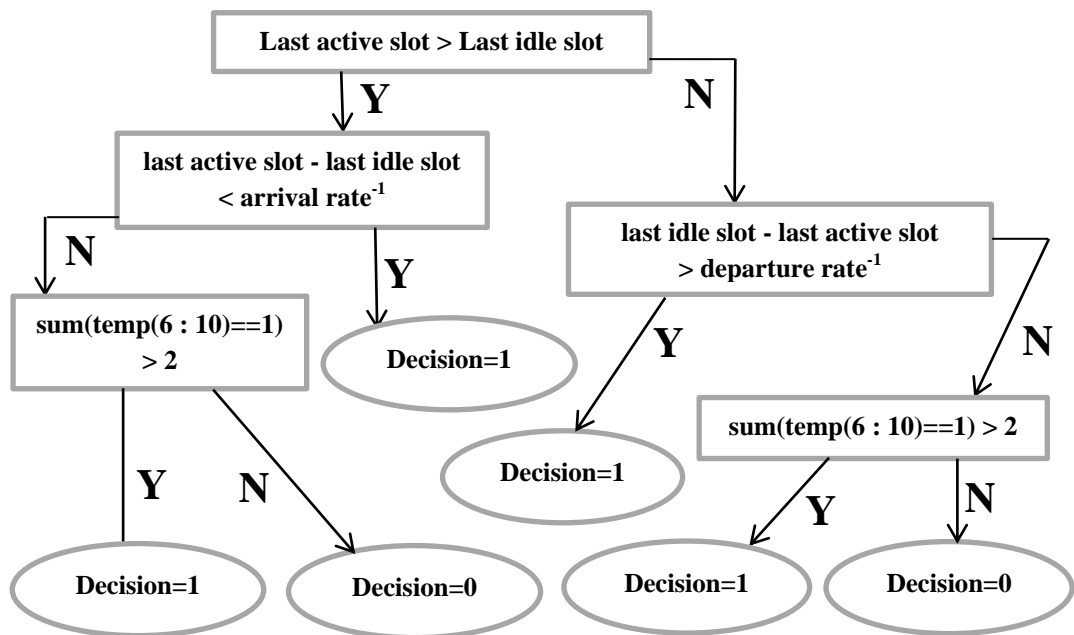 Last active slot > Last idle slot
Y
N
last active slot - last idle slot
< arrival rate⁻¹
N
Y
last idle slot - last active slot
> departure rate⁻¹
sum(temp(6 : 10)==1)
> 2
Decision=1
Y
N
Decision=1
sum(temp(6 : 10)==1) > 2
Y
N
Y
N
Decision=1
Decision=0
Decision=1
Decision=0